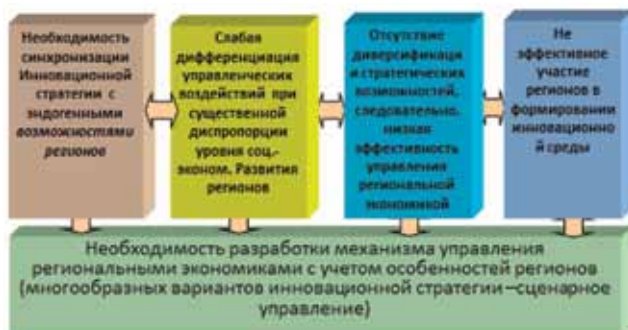 Необходимость
синхронизации
Инновационной
стратегии с
эндогенными
возможностями
регионов
Слабая
дифференциация
управленческих
воздействий при
существенной
диспропорции
уровня соц.-
эконом. Развития
регионов
Отсутствие
диверсификаци
и стратегических
возможностей,
следовательно,
низкая
эффективность
управления
региональной
экономикой
Не
эффективное
участие
регионов в
формировании
инновационно
й среды
Необходимость разработки механизма управления
региональными экономиками с учетом особенностей регионов
(многообразных вариантов инновационной стратегии –сценарное
управление)